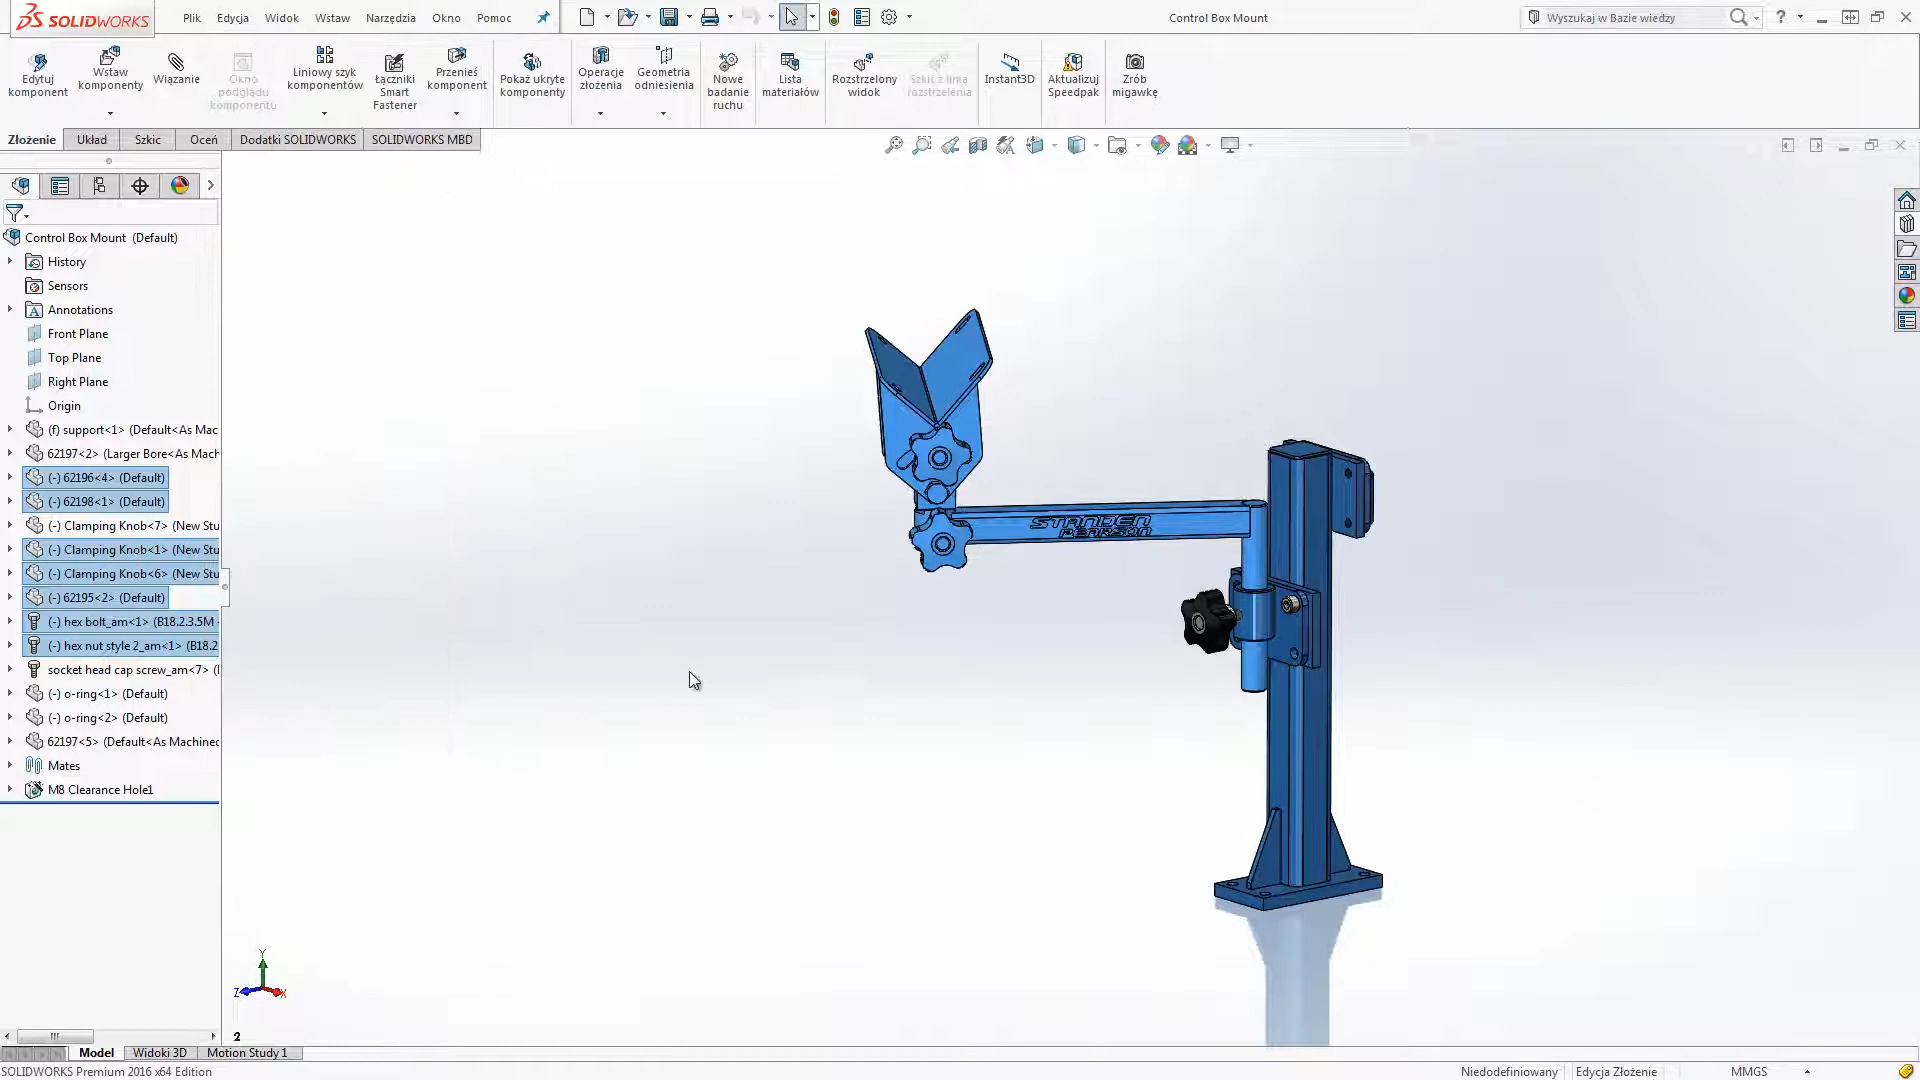 SOLIDWORKS
Plik Edycja Widok Wstaw Narzędzia Okno Pomoc
Control Box Mount
Wyszukaj w Bazie wiedzy
?
Edytuj komponent
Wstaw komponenty
Wiązanie
Okno podglądu komponentu
Liniowy szyk komponentów
Łączniki Smart Fastener
Przenieś komponent
Pokaż ukryte komponenty
Operacje złożenia
Geometria odniesienia
Nowe badanie ruchu
Lista materiałów
Rozstrzelony widok
Szkic z linią rozstrzelenia
Instant3D
Aktualizuj Speedpak
Zrób migawkę
Złożenie Układ Szkic Oceń Dodatki SOLIDWORKS SOLIDWORKS MBD
Control Box Mount (Default)
History
Sensors
A Annotations
Front Plane
Top Plane
Right Plane
Origin
(f) support<1> (Default<As Mac
62197<2> (Larger Bore<As Mach
(-) 62196<4> (Default)
(-) 62198<1> (Default)
(-) Clamping Knob<7> (New Stu
(-) Clamping Knob<1> (New Stu
(-) Clamping Knob<6> (New Stu
(-) 62195<2> (Default)
(-) hex bolt_am<1> (B18.2.3.5M
(-) hex nut style 2_am<1> (B18.2
socket head cap screw_am<7> (
(-) o-ring<1> (Default)
(-) o-ring<2> (Default)
62197<5> (Default<As Machined
Mates
M8 Clearance Hole1
STANDEN
PEARSON
Y
Z X
2
Model Widoki 3D Motion Study 1
SOLIDWORKS Premium 2016 x64 Edition
Niedodefiniowany Edycja Złożenie MMGS